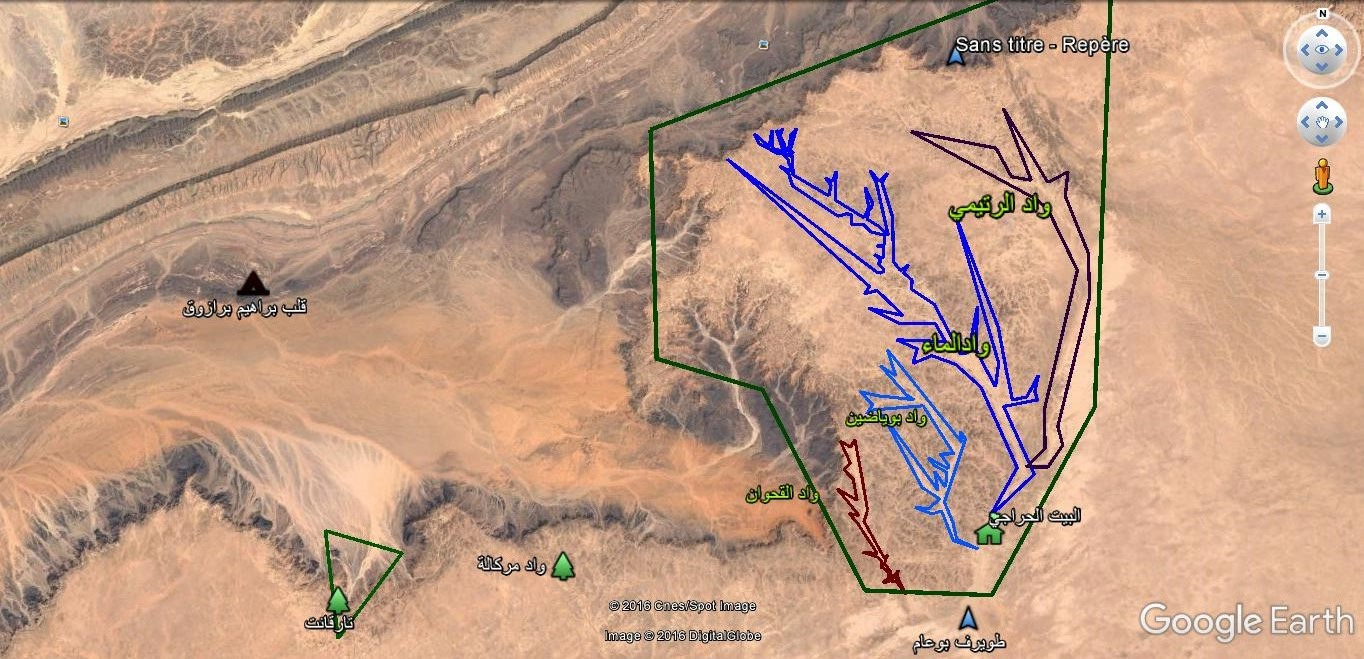 N
Sans titre - Repère
واد الرتيمي
قلب براهيم برازوق
وادالماء
واد بوياضين
واد القحوان
البيت الحراجي
واد مركالة
© 2016 Cnes/Spot Image
تارقانت
Image © 2016 DigitalGlobe
طويرف بوعام
Google Earth